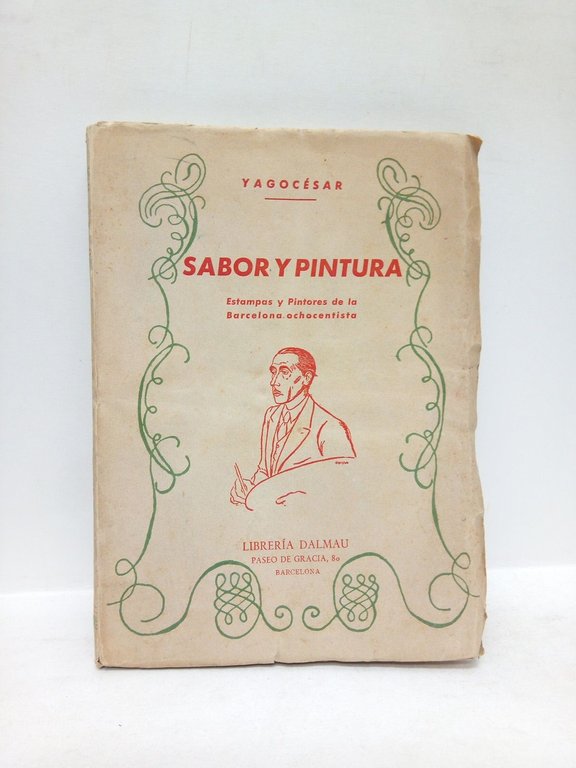 YAGOCÉSAR
SABOR Y PINTURA
Estampas y Pintores de la
Barcelona ochocentista
LIBRERÍA DALMAU
PASEO DE GRACIA, 80
BARCELONA